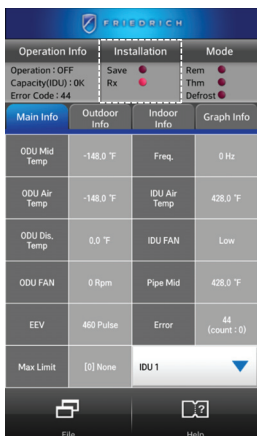 FRIEDRICH
Operation Info Installation Mode
Operation : OFF Save Rem
Capacity(IDU) : 0K Rx Thm
Error Code : 44 Defrost
Main Info Outdoor Info Indoor Info Graph Info
ODU Mid Temp -148.0 °F Freq. 0 Hz
ODU Air Temp -148.0 °F IDU Air Temp 428.0 °F
ODU Dis. Temp 0.0 °F IDU FAN Low
ODU FAN 0 Rpm Pipe Mid 428.0 °F
EEV 460 Pulse Error 44 (count : 0)
Max Limit [0] None IDU 1
File Help